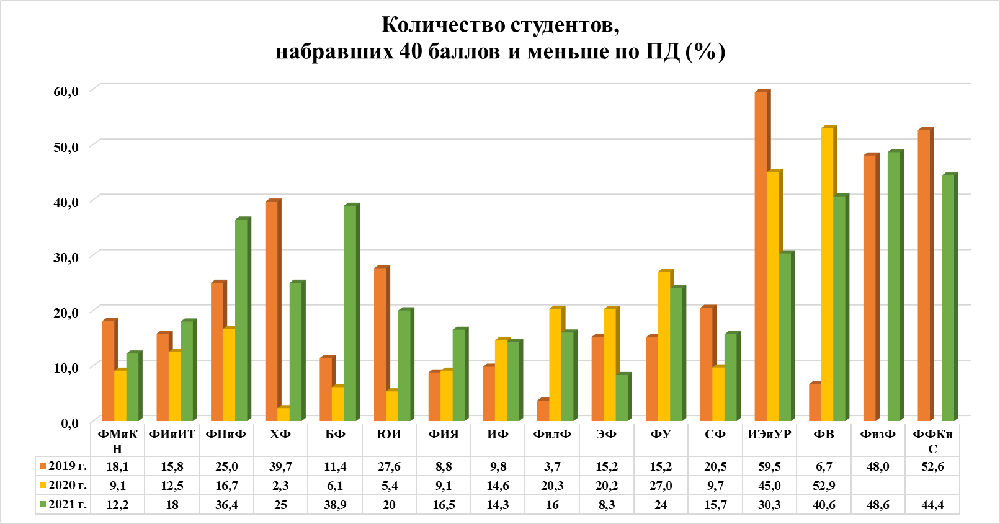 Количество студентов,
набравших 40 баллов и меньше по ПД (%)
60,0
50,0
40,0
30,0
20,0
10,0
0,0
ФМиК
Н
ФИиИТ
ФПиФ
ХФ
БФ
ЮИ
ФИЯ
ИФ
ФилФ
ЭФ
ФУ
СФ
ИЭиУР
ФВ
ФизФ
ФФКи
С
2019 г. 18,1 15,8 25,0 39,7 11,4 27,6 8,8 9,8 3,7 15,2 15,2 20,5 59,5 6,7 48,0 52,6
2020 г. 9,1 12,5 16,7 2,3 6,1 5,4 9,1 14,6 20,3 20,2 27,0 9,7 45,0 52,9
2021 г. 12,2 18 36,4 25 38,9 20 16,5 14,3 16 8,3 24 15,7 30,3 40,6 48,6 44,4